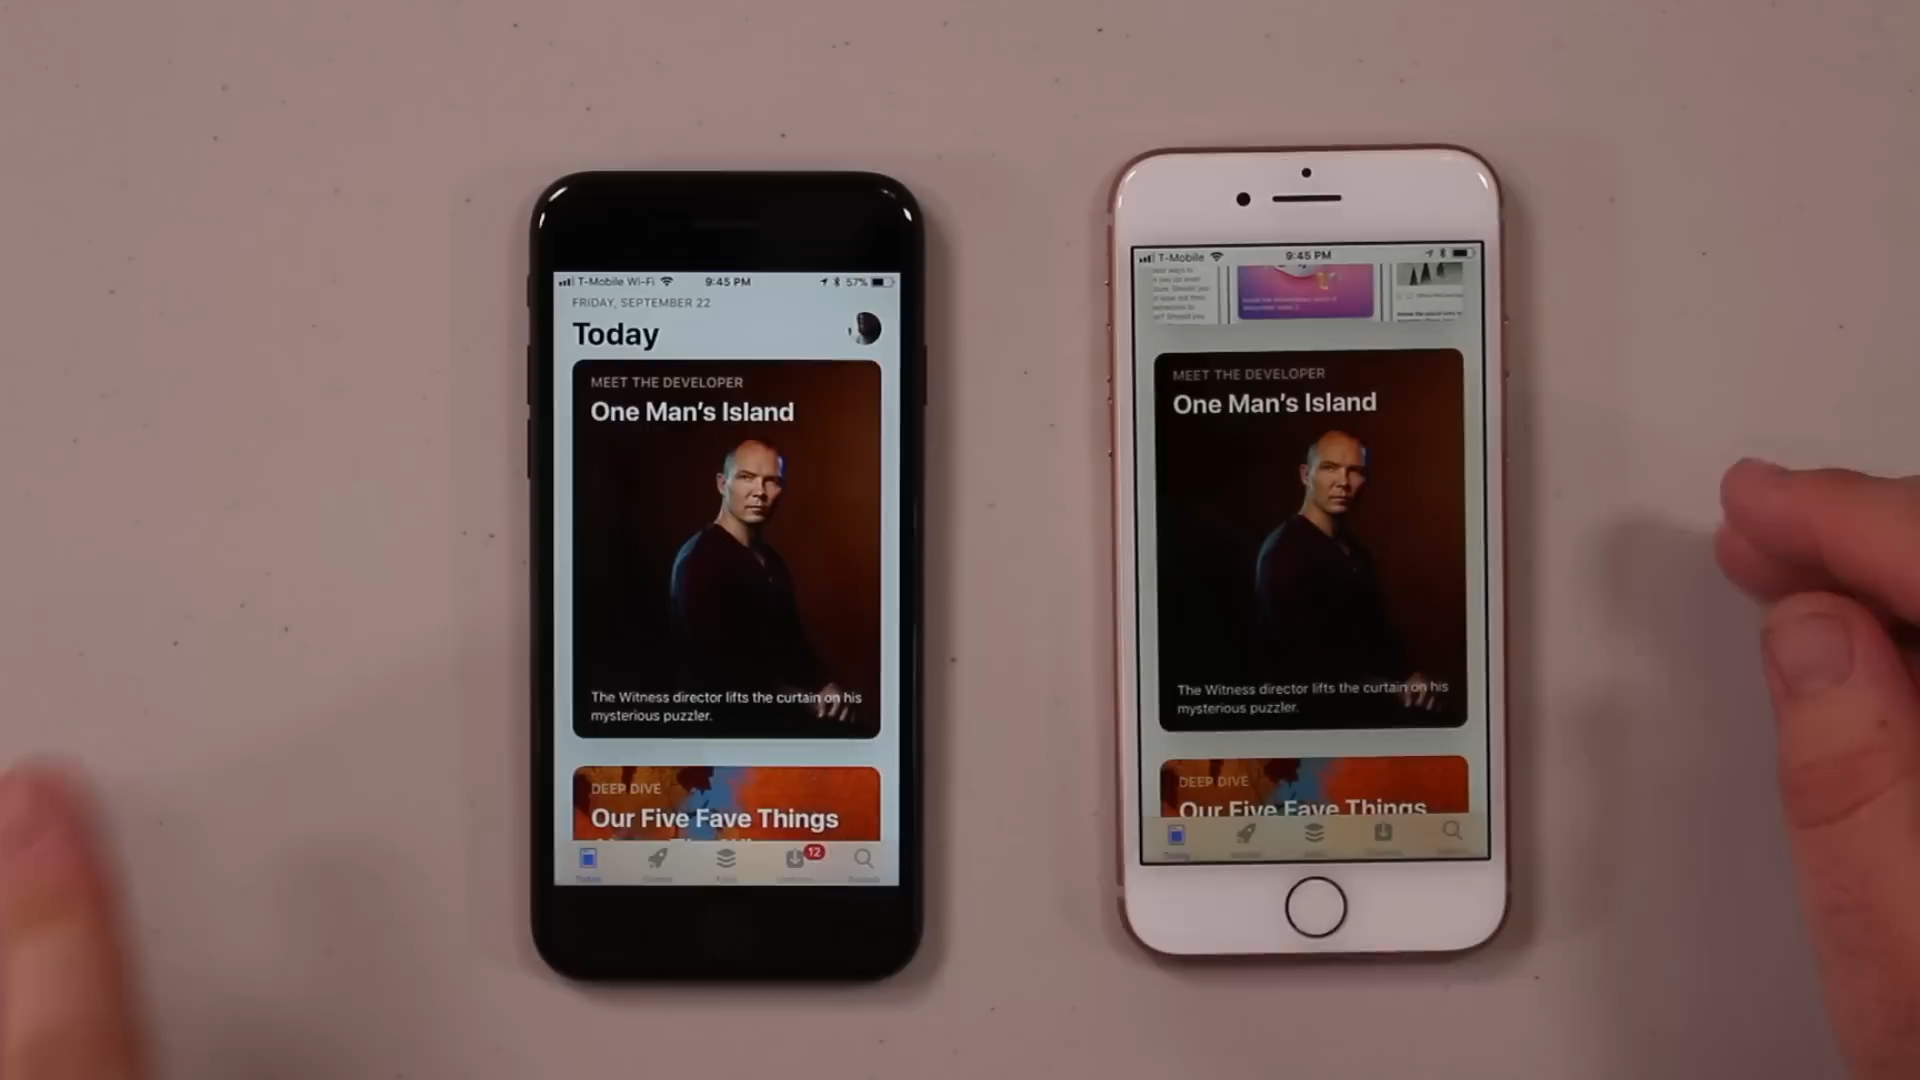 T-Mobile Wi-Fi
9:45 PM
57%
FRIDAY, SEPTEMBER 22
Today
MEET THE DEVELOPER
One Man's Island
The Witness director lifts the curtain on his
mysterious puzzler.
DEEP DIVE
Our Five Fave Things
12
Today
T-Mobile
9:45 PM
MEET THE DEVELOPER
One Man's Island
The Witness director lifts the curtain on his
mysterious puzzler.
DEEP DIVE
Our Five Fave Things